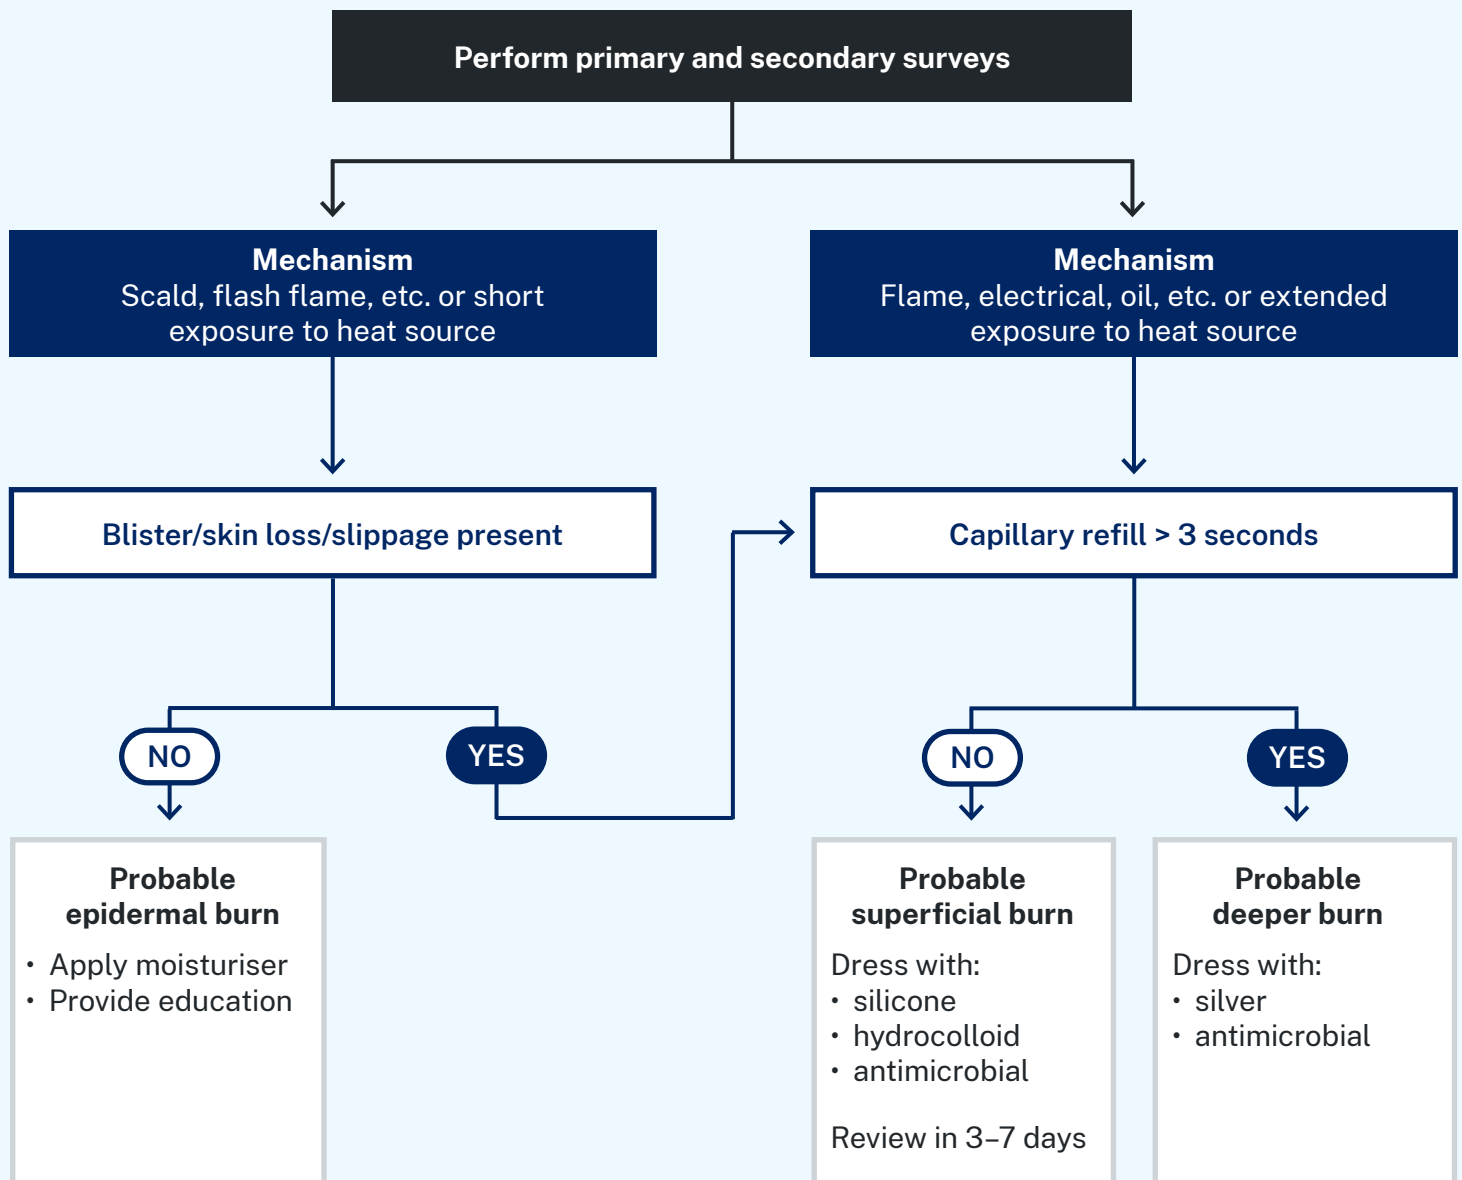 Perform primary and secondary surveys
Mechanism
Scald, flash flame, etc. or short
exposure to heat source
Mechanism
Flame, electrical, oil, etc. or extended
exposure to heat source
Blister/skin loss/slippage present
Capillary refill > 3 seconds
NO
YES
NO
YES
Probable
epidermal burn
• Apply moisturiser
• Provide education
Probable
superficial burn
Dress with:
• silicone
• hydrocolloid
• antimicrobial
Review in 3–7 days
Probable
deeper burn
Dress with:
• silver
• antimicrobial